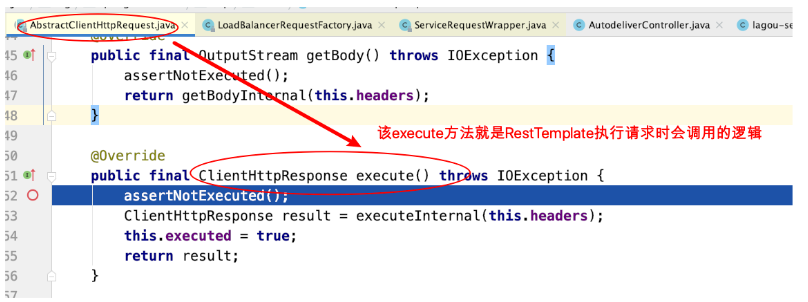 AbstractClientHttpRequest.java LoadBalancerRequestFactory.java ServiceRequestWrapper.java AutodeliverController.java lagou-se
@Override
45 public final OutputStream getBody() throws IOException {
46 assertNotExecuted();
47 return getBodyInternal(this.headers);
48 }
49
该execute方法就是RestTemplate执行请求时会调用的逻辑
50 @Override
51 public final ClientHttpResponse execute() throws IOException {
52 assertNotExecuted();
53 ClientHttpResponse result = executeInternal(this.headers);
54 this.executed = true;
55 return result;
56 }
57